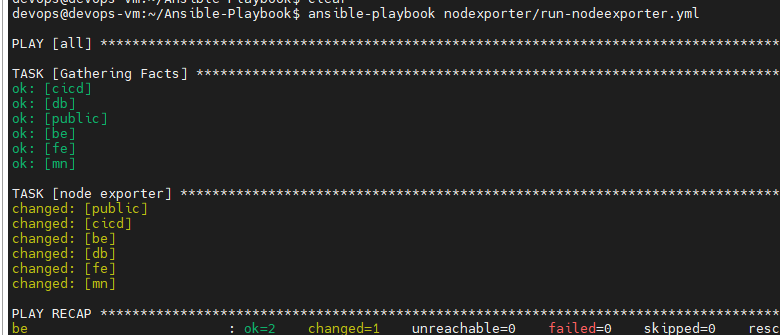 devops@devops-vm:~/Ansible-Playbook$ clear
devops@devops-vm:~/Ansible-Playbook$ ansible-playbook nodexporter/run-nodeexporter.yml
PLAY [all] ******************************************************************************************
TASK [Gathering Facts] ******************************************************************************
ok: [cicd]
ok: [db]
ok: [public]
ok: [be]
ok: [fe]
ok: [mn]
TASK [node exporter] ********************************************************************************
changed: [public]
changed: [cicd]
changed: [be]
changed: [db]
changed: [fe]
changed: [mn]
PLAY RECAP ******************************************************************************************
be : ok=2 changed=1 unreachable=0 failed=0 skipped=0 resc